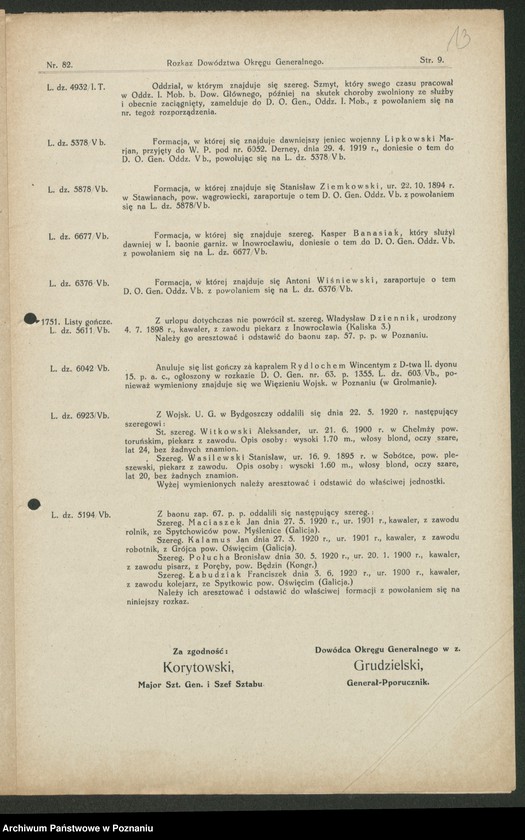 13
Nr. 82. Rozkaz Dowództwa Okręgu Generalnego. Str. 9.
L. dz. 4932/I. T. Oddział, w którym znajduje się szereg. Szmyt, który swego czasu pracował
w Oddz. I. Mob. b. Dow. Głównego, później na skutek choroby zwolniony ze służby
i obecnie zaciągnięty, zamelduje do D. O. Gen., Oddz. I. Mob., z powołaniem się na
nr. tegoż rozporządzenia.
L. dz. 5378/Vb. Formacja, w której się znajduje dawniejszy jeniec wojenny Lipkowski Ma-
rjan, przyjęty do W. P. pod nr. 6052. Derney, dnia 29. 4. 1919 r., doniesie o tem do
D. O. Gen. Oddz. Vb., powołując się na L. dz. 5378/Vb.
L. dz. 5878/Vb. Formacja, w której znajduje się Stanisław Ziemkowski, ur. 22. 10. 1894 r.
w Stawianach, pow. wągrowiecki, zaraportuje o tem D. O. Gen. Oddz. Vb. z powołaniem
się na L. dz. 5878/Vb.
L. dz. 6677/Vb. Formacja, w której się znajduje szereg. Kasper Banasiak, który służył
dawniej w I. baonie garniz. w Inowrocławiu, doniesie o tem do D. O. Gen. Oddz. Vb.
z powołaniem się na L. dz. 6677/Vb.
L. dz. 6376 Vb. Formacja, w której znajduje się Antoni Wiśniewski, zaraportuje o tem
D. O. Gen. Oddz. Vb. z powołaniem się na L. dz. 6376/Vb.
1751. Listy gończe. Z urlopu dotychczas nie powrócił st. szereg. Władysław Dziennik, urodzony
L. dz. 5611/Vb. 4. 7. 1898 r., kawaler, z zawodu piekarz z Inowrocławia (Kaliska 3.)
Należy go aresztować i odstawić do baonu zap. 57. p. p. w Poznaniu.
L. dz. 6042 Vb. Anuluje się list gończy za kapralem Rydlochem Wincentym z D-twa II. dyonu
15. p. a. c., ogłoszony w rozkazie D. O. Gen. nr. 63. p. 1355. L. dz. 603/Vb., po-
nieważ wymieniony znajduje się we Więzieniu Wojsk. w Poznaniu (w Grolmanie).
L. dz. 6923/Vb. Z Wojsk. U. G. w Bydgoszczy oddalili się dnia 22. 5. 1920 r. następujący
szeregowi:
St. szereg. Witkowski Aleksander, ur. 21. 6. 1900 r. w Chełmży pow.
toruńskim, piekarz z zawodu. Opis osoby: wysoki 1.70 m., włosy blond, oczy szare,
lat 24, bez żadnych znamion.
Szereg. Wasilewski Stanisław, ur. 16. 9. 1895 r. w Sobótce, pow. ple-
szewski, piekarz z zawodu. Opis osoby: wysoki 1.60 m., włosy blond, oczy szare,
lat 20, bez żadnych znamion.
Wyżej wymienionych należy aresztować i odstawić do właściwej jednostki.
L. dz. 5194/Vb. Z baonu zap. 67. p. p. oddalili się następujący szereg.:
Szereg. Maciaszek Jan dnia 27. 5. 1920 r., ur. 1901 r., kawaler, z zawodu
rolnik, ze Spytchowiców pow. Myślenice (Galicja).
Szereg. Kalamus Jan dnia 27. 5. 1920 r., ur. 1901 r., kawaler, z zawodu
robotnik, z Grójca pow. Oświęcim (Galicja).
Szereg. Połucha Bronisław dnia 30. 5. 1920 r., ur. 20. 1. 1900 r., kawaler,
z zawodu pisarz, z Poręby, pow. Będzin (Kongr.)
Szereg. Łabudziak Franciszek dnia 3. 6. 1920 r., ur. 1900 r., kawaler,
z zawodu kolejarz, ze Spytkowic pow. Oświęcim (Galicja.)
Należy ich aresztować i odstawić do właściwej formacji z powołaniem się na
niniejszy rozkaz.
Za zgodność: Dowódca Okręgu Generalnego w z.
Korytowski, Grudzielski,
Major Szt. Gen. i Szef Sztabu Generał-Pporucznik.
Archiwum Państwowe w Poznaniu